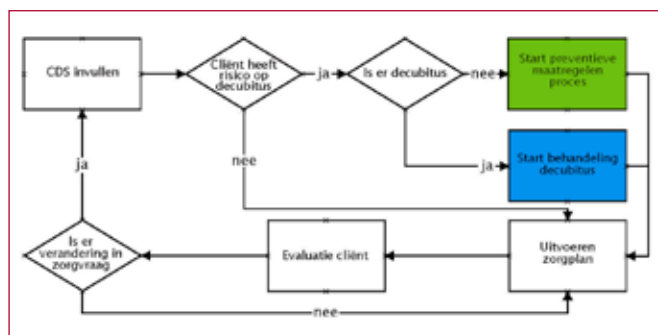 CDS invullen
Cliënt heeft
risico op
decubitus
ja
Is er decubitus
nee
Start preventieve
maatregelen
proces
nee
ja
Start behandeling
decubitus
ja
Is er
verandering in
zorgvraag
Evaluatie cliënt
Uitvoeren
zorgplan
nee